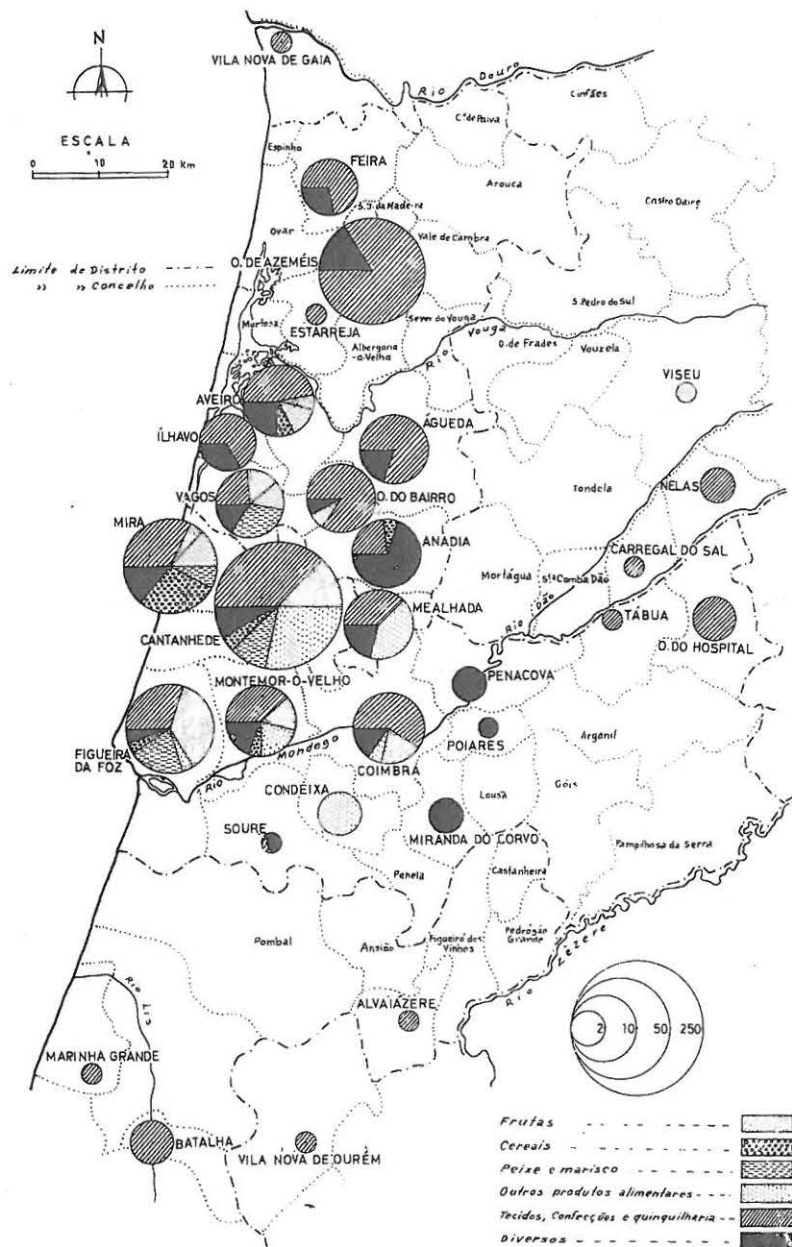 N
VILA NOVA DE GAIA
Rio Douro
ESCALA
0 10 20 Km
Cº de Paiva
Cinfães
Espinho
FEIRA
Arouca
S. J. da Madeira
Castro Daire
Ovar
Vale de Cambra
O. DE AZEMÉIS
Limite de Distrito
» » Concelho
S. Pedro do Sul
Murtosa
ESTARREJA
Sever do Vouga
Albergaria-a-Velha
Rio Vouga
O. de Frades
Vouzela
VISEU
AVEIRO
ÍLHAVO
ÁGUEDA
VAGOS
O. DO BAIRRO
Tondela
NELAS
MIRA
ANADIA
CARREGAL DO SAL
Mortágua
Stª Comba Dão
Rio Dão
MEALHADA
TÁBUA
CANTANHEDE
O. DO HOSPITAL
PENACOVA
MONTEMOR-O-VELHO
FIGUEIRA DA FOZ
Rio Mondego
COIMBRA
POIARES
Arganil
CONDEIXA
Lousã
Góis
SOURE
MIRANDA DO CORVO
Pampilhosa da Serra
Penela
Castanheira
Pombal
Ansião
Figueiró dos Vinhos
Pedrógão Grande
Rio Zêzere
Rio Lis
ALVAIAZERE
2 10 50 250
MARINHA GRANDE
BATALHA
VILA NOVA DE OURÉM
Frutas
Cereais
Peixe e marisco
Outros produtos alimentares
Tecidos, Confecções e quinquilharia
Diversos